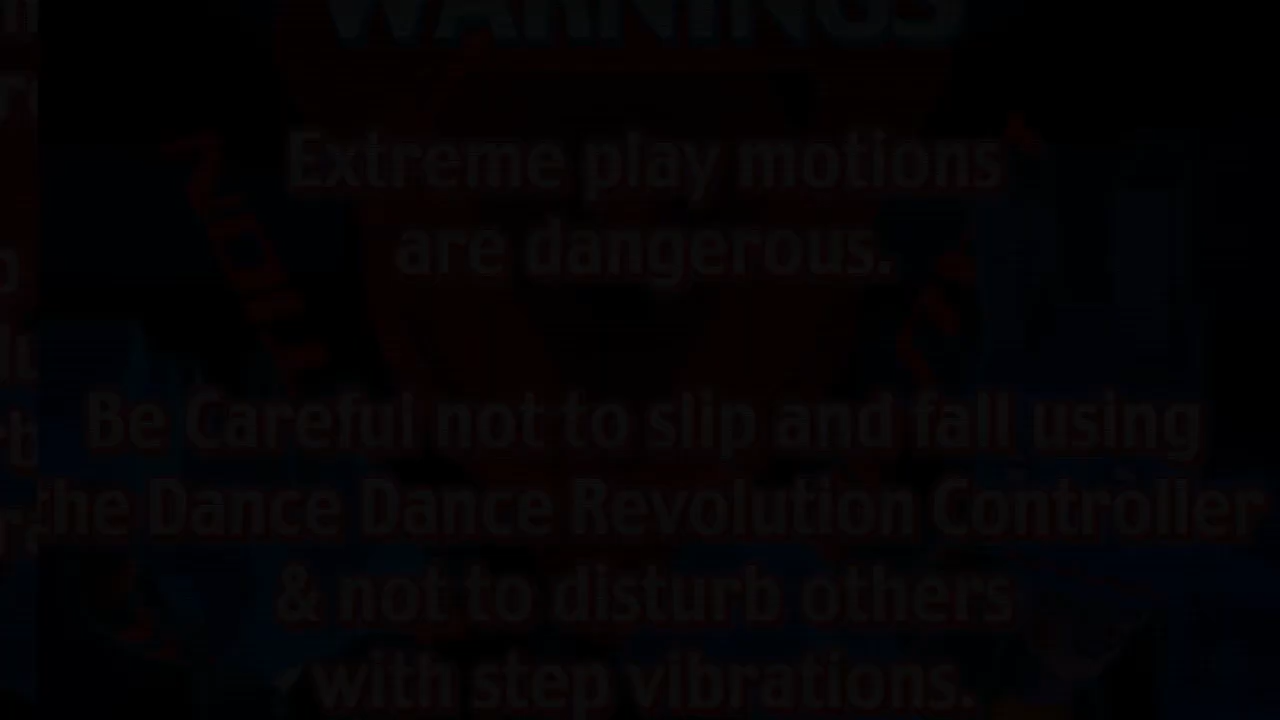 WARNINGS
Extreme play motions
are dangerous.
Be Careful not to slip and fall using
the Dance Dance Revolution Controller
& not to disturb others
with step vibrations.